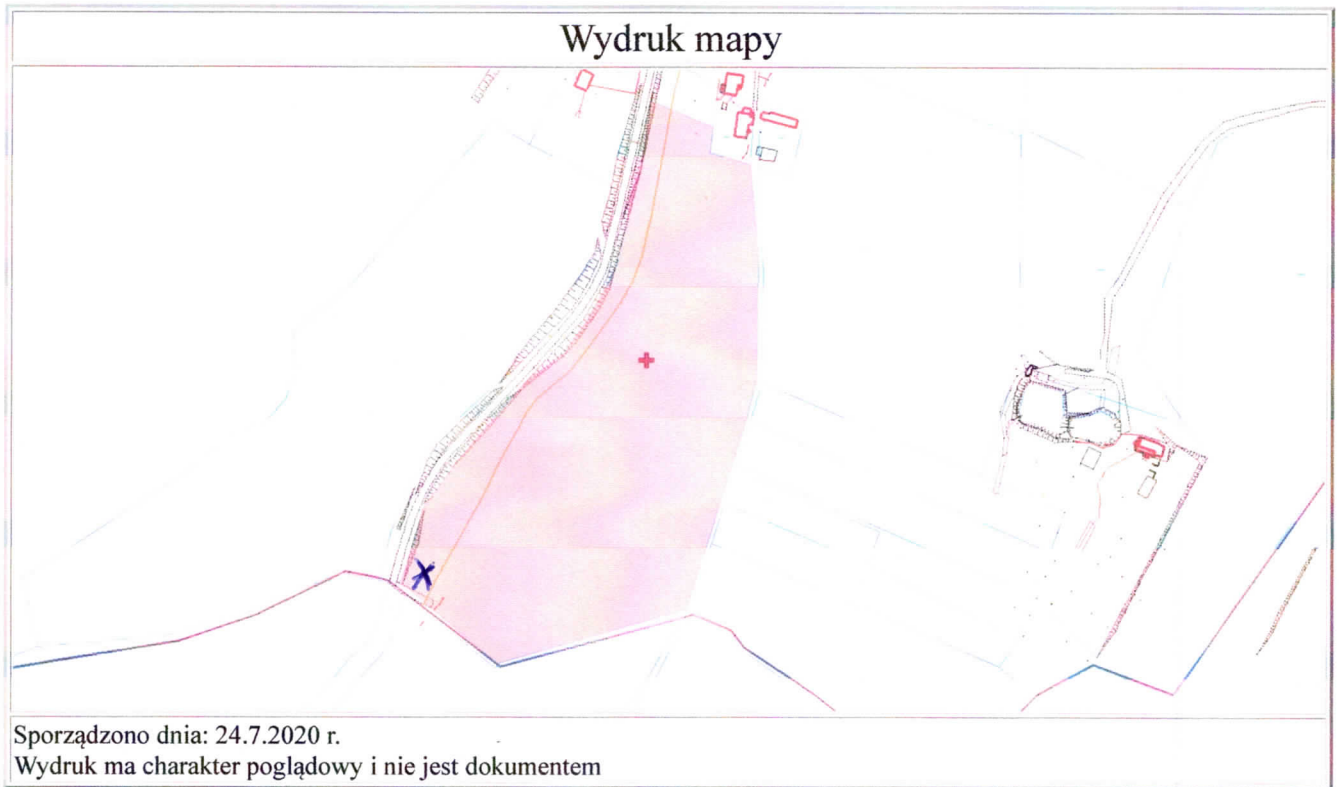 Wydruk mapy
Sporządzono dnia: 24.7.2020 r.
Wydruk ma charakter poglądowy i nie jest dokumentem